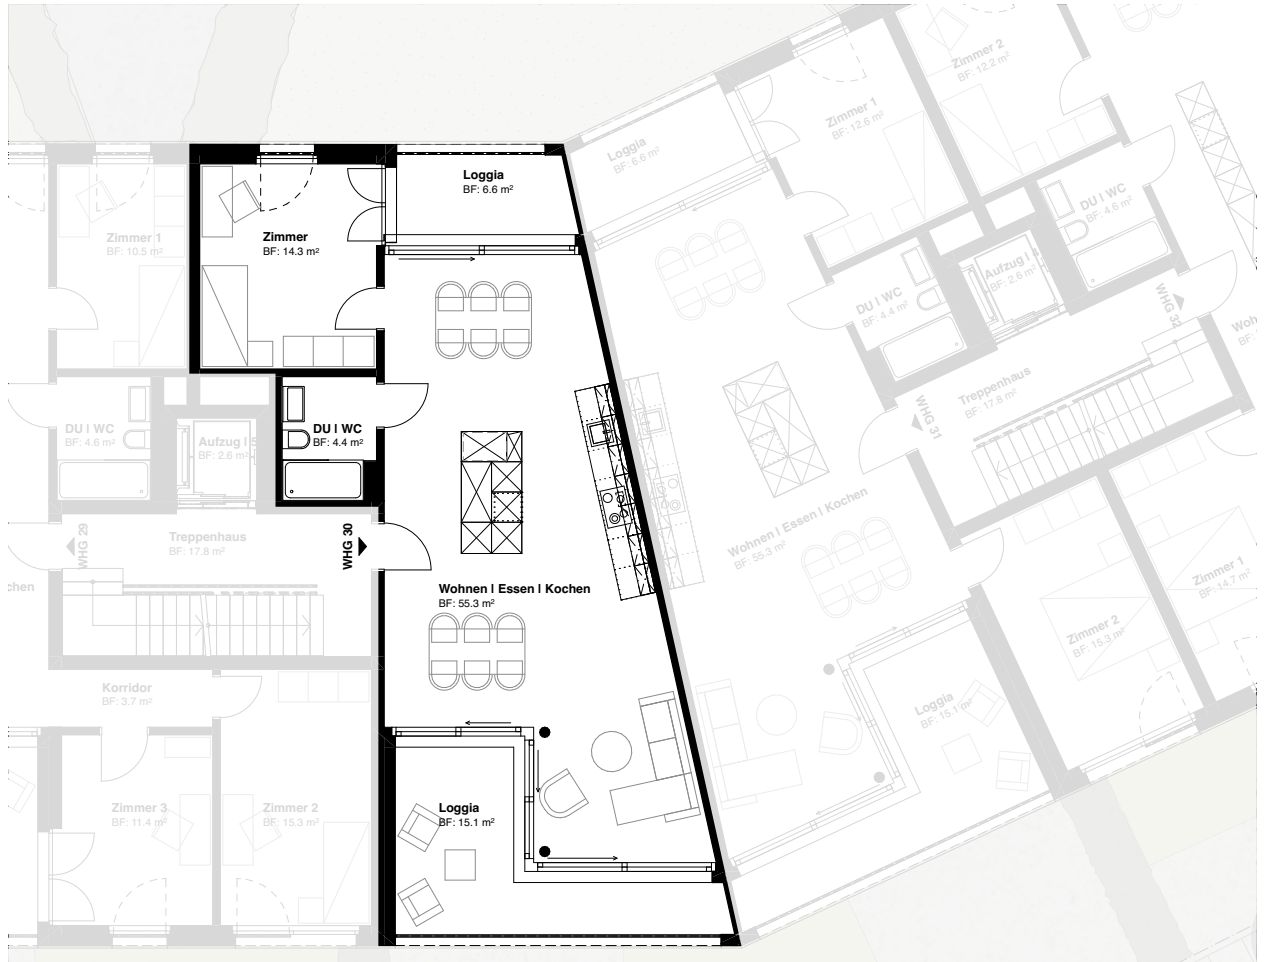 Zimmer 2
BF: 12.2 m²
Zimmer 1
BF: 12.6 m²
Loggia
BF: 6.6 m²
Loggia
BF: 6.6 m²
DU I WC
BF: 4.6 m²
Zimmer 1
BF: 10.5 m²
Zimmer
BF: 14.3 m²
Aufzug I
BF: 2.6 m²
DU I WC
BF: 4.4 m²
WHG 32
Treppenhaus
BF: 17.8 m²
WHG 31
DU I WC
BF: 4.6 m²
Aufzug I 5
BF: 2.6 m²
DU I WC
BF: 4.4 m²
WHG 29
Treppenhaus
BF: 17.8 m²
WHG 30
Wohnen I Essen I Kochen
BF: 55.3 m²
Wohnen I Essen I Kochen
BF: 55.3 m²
chen
Zimmer 1
BF: 14.7 m²
Zimmer 2
BF: 15.3 m²
Korridor
BF: 3.7 m²
Loggia
BF: 15.1 m²
Zimmer 3
BF: 11.4 m²
Zimmer 2
BF: 15.3 m²
Loggia
BF: 15.1 m²